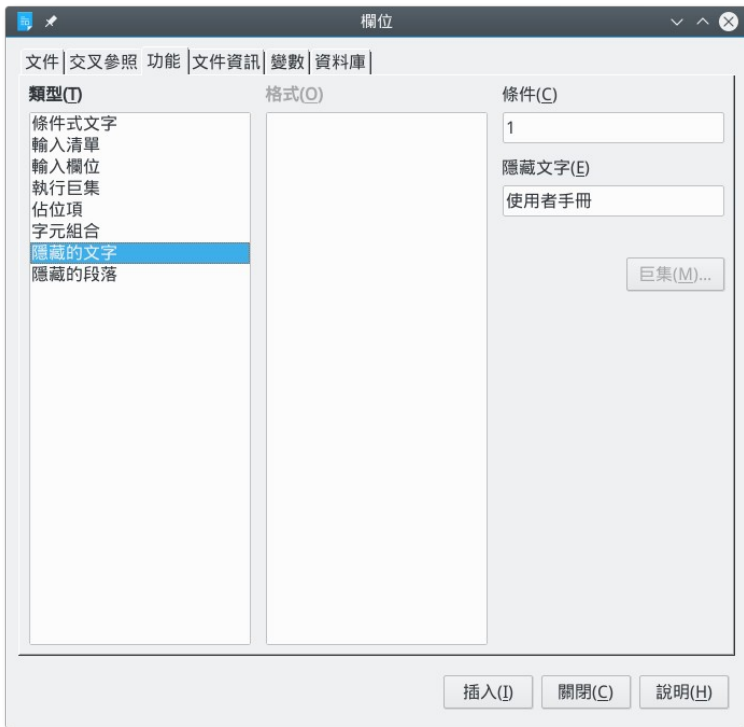 欄位
文件 交叉參照 功能 文件資訊 變數 資料庫
類型(T)
條件式文字
輸入清單
輸入欄位
執行巨集
佔位項
字元組合
隱藏的文字
隱藏的段落
格式(O)
條件(C)
1
隱藏文字(E)
使用者手冊
巨集(M)...
插入(I) 關閉(C) 說明(H)